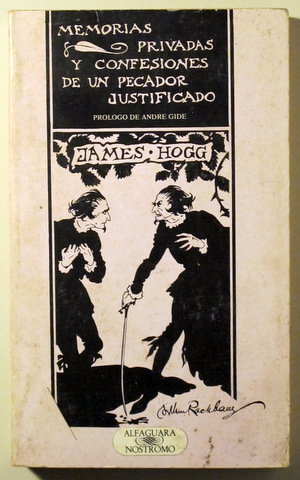 MEMORIAS
PRIVADAS
Y CONFESIONES
DE UN PECADOR
JUSTIFICADO
PROLOGO DE ANDRE GIDE
JAMES · HOGG
Arthur Rackham
ALFAGUARA
NOSTROMO